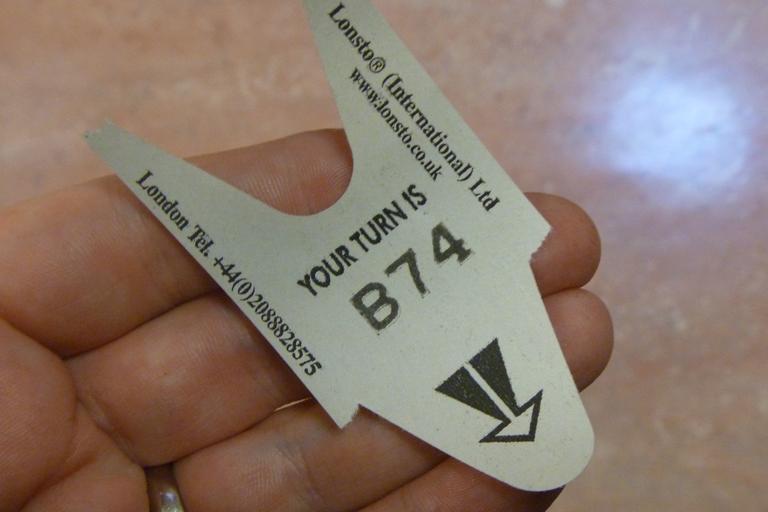 Lonsto® (International) Ltd
www.lonsto.co.uk
YOUR TURN IS
B74
London Tel. +44(0)2088828575